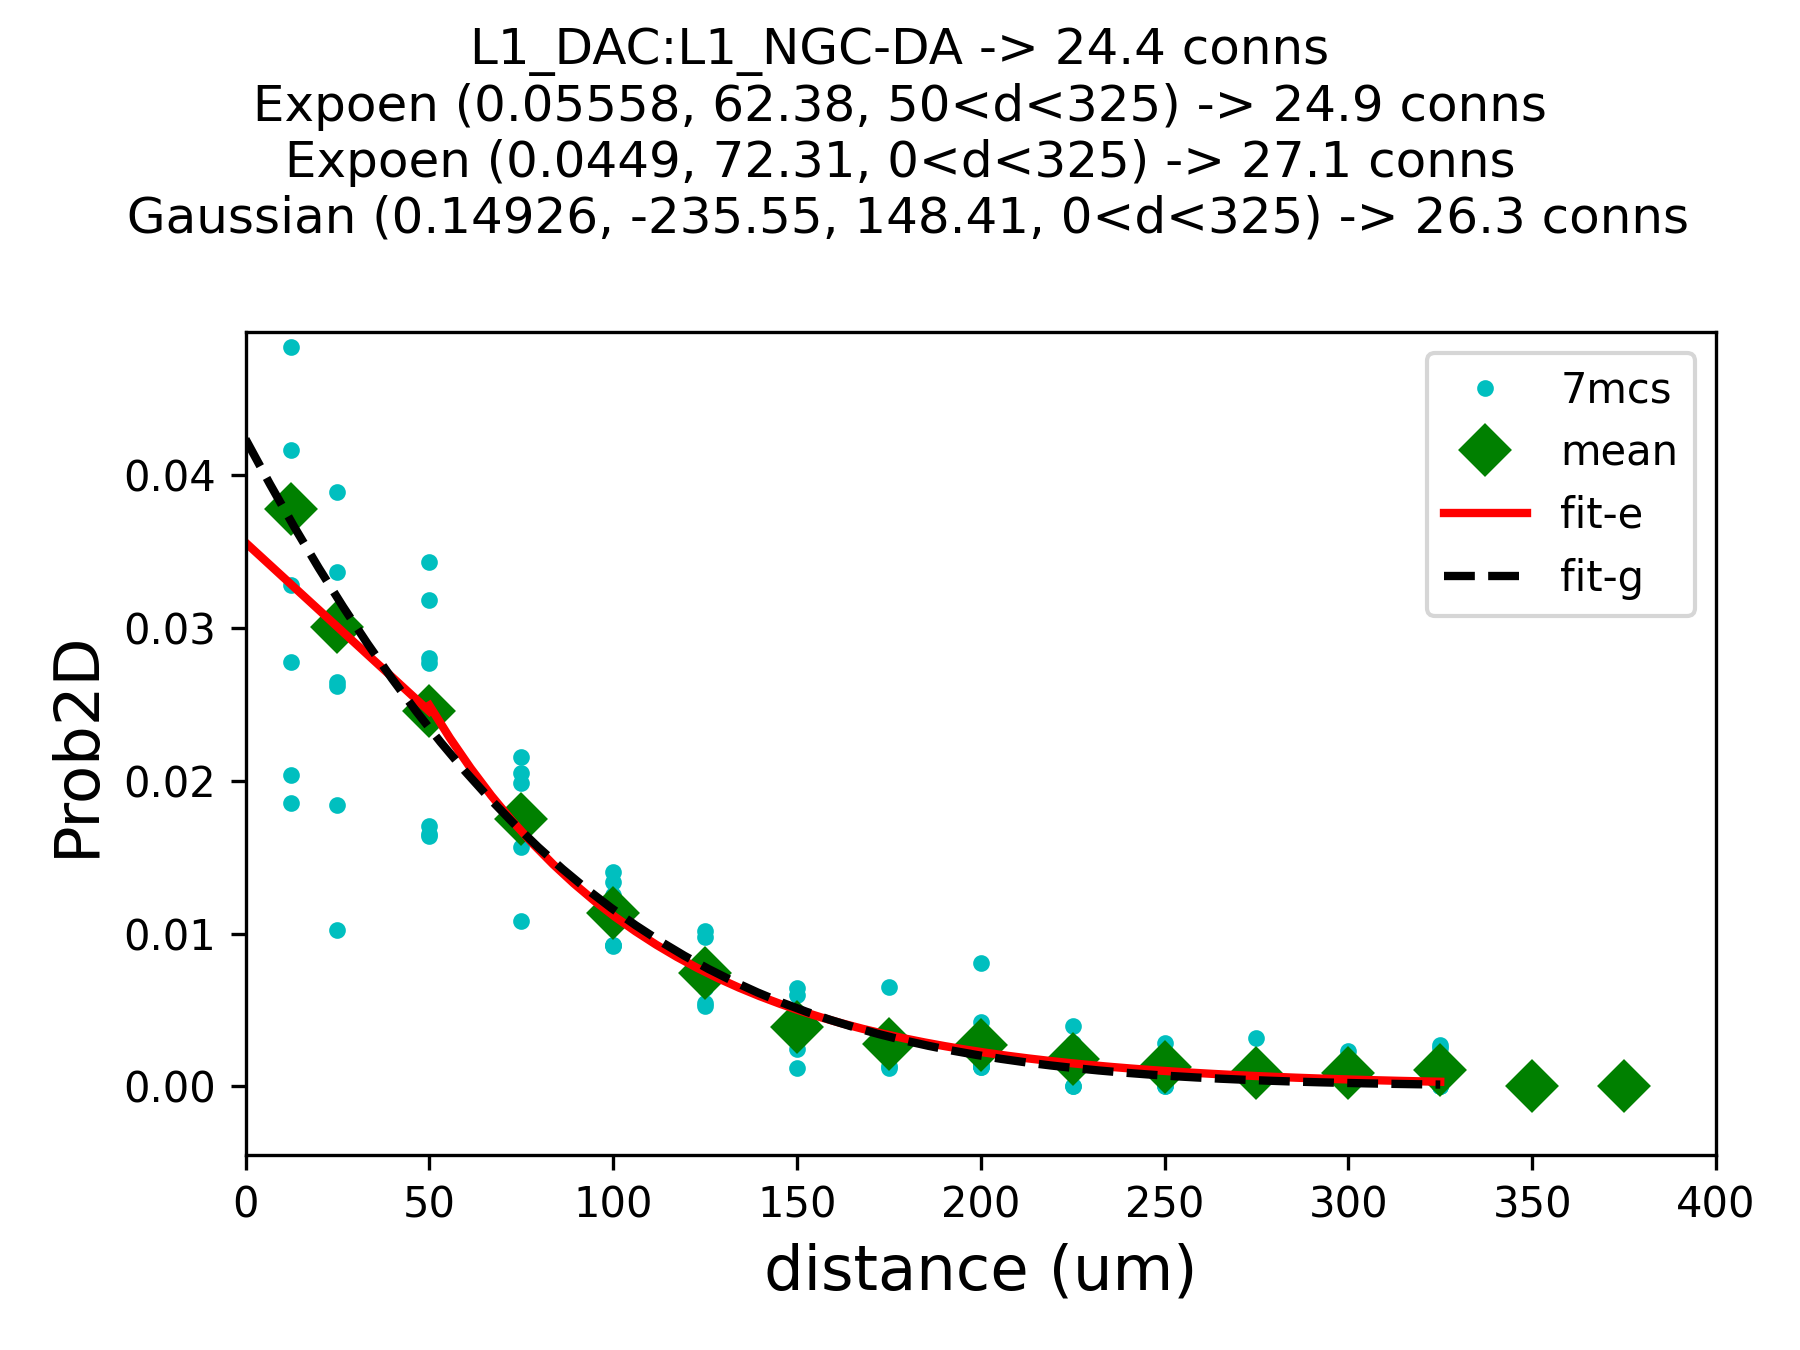 L1_DAC:L1_NGC-DA -> 24.4 conns
Expoen (0.05558, 62.38, 50<d<325) -> 24.9 conns
Expoen (0.0449, 72.31, 0<d<325) -> 27.1 conns
Gaussian (0.14926, -235.55, 148.41, 0<d<325) -> 26.3 conns
7mcs
mean
fit-e
fit-g
Prob2D
0.04
0.03
0.02
0.01
0.00
0 50 100 150 200 250 300 350 400
distance (um)